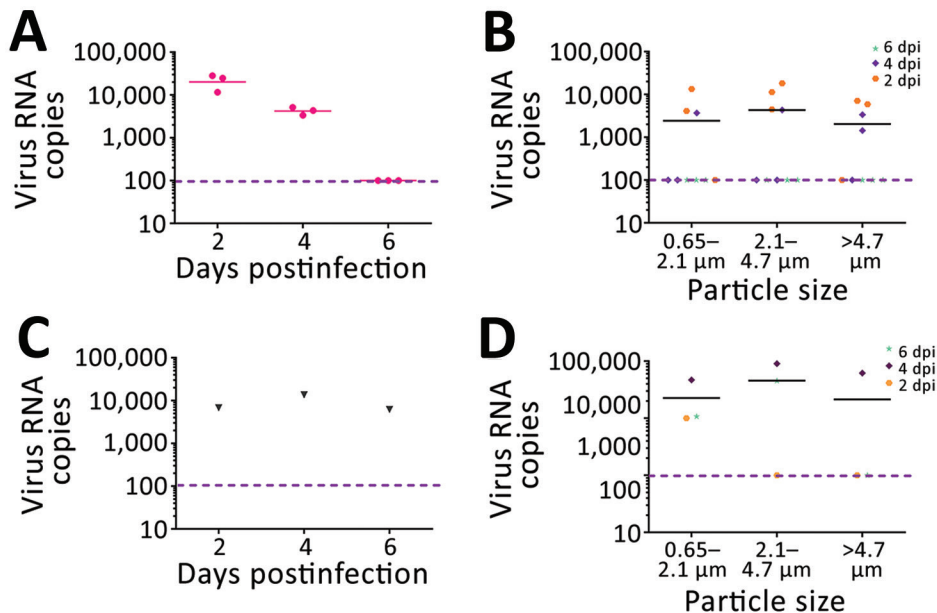 A
Virus RNA
copies
100,000
10,000
1,000
100
10
2
4
6
Days postinfection
B
Virus RNA
copies
100,000
10,000
1,000
100
10
6 dpi
4 dpi
2 dpi
0.65–
2.1 µm
2.1–
4.7 µm
>4.7
µm
Particle size
C
Virus RNA
copies
100,000
10,000
1,000
100
10
2
4
6
Days postinfection
D
Virus RNA
copies
100,000
10,000
1,000
100
10
6 dpi
4 dpi
2 dpi
0.65–
2.1 µm
2.1–
4.7 µm
>4.7
µm
Particle size